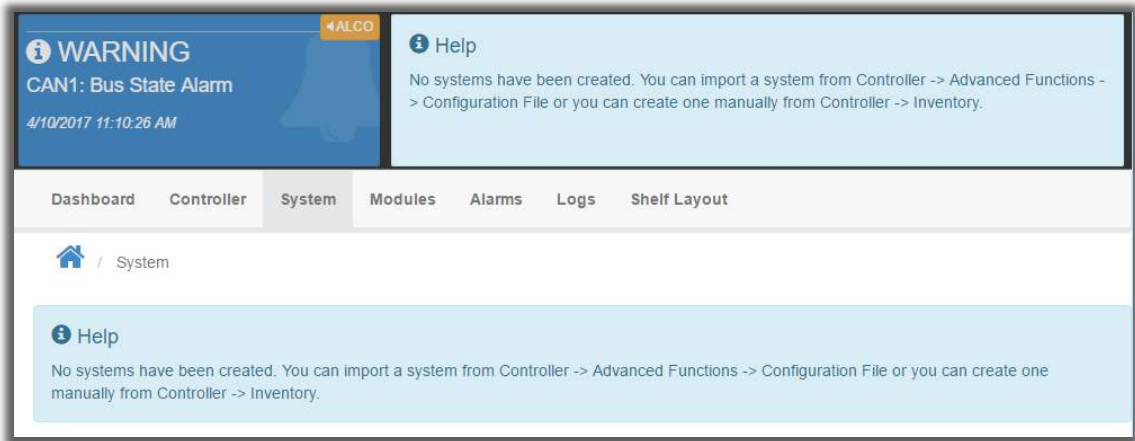 ◄ALCO
WARNING
CAN1: Bus State Alarm
4/10/2017 11:10:26 AM
Help
No systems have been created. You can import a system from Controller -> Advanced Functions -
> Configuration File or you can create one manually from Controller -> Inventory.
Dashboard Controller System Modules Alarms Logs Shelf Layout
/ System
Help
No systems have been created. You can import a system from Controller -> Advanced Functions -> Configuration File or you can create one
manually from Controller -> Inventory.